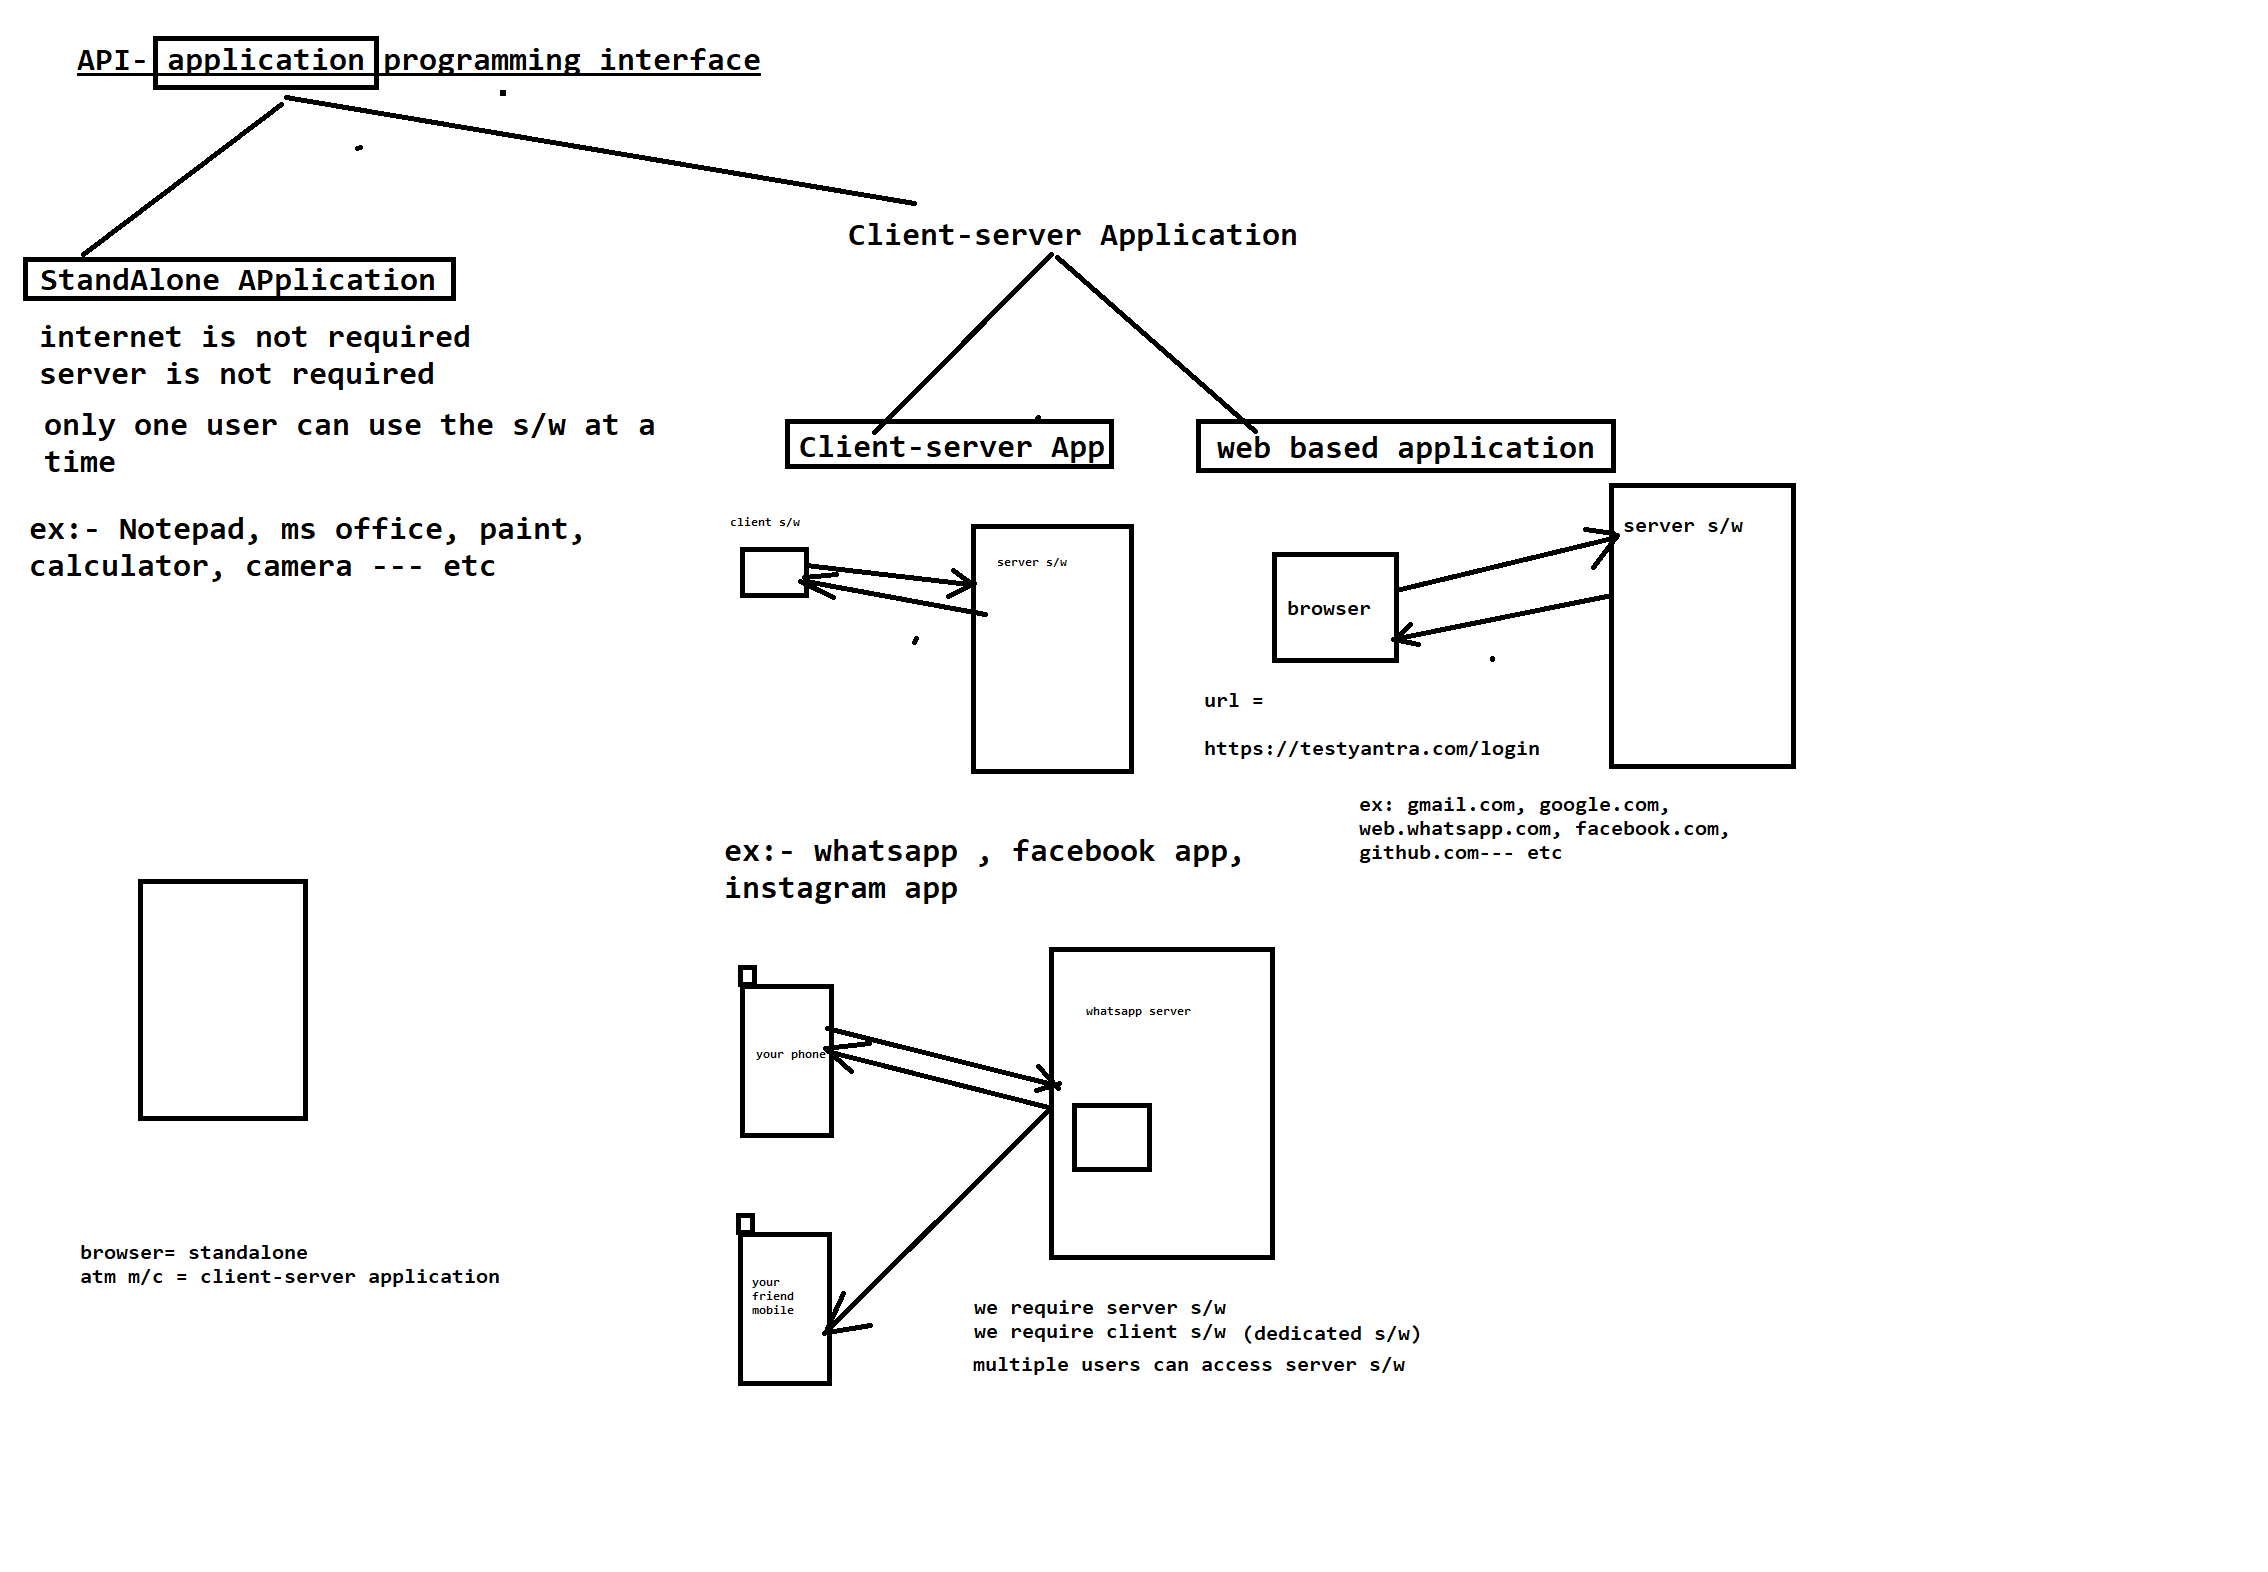 API- application programming interface
Client-server Application
StandAlone APplication
internet is not required
server is not required
only one user can use the s/w at a
time
ex:- Notepad, ms office, paint,
calculator, camera --- etc
Client-server App
web based application
client s/w
server s/w
server s/w
browser
url =
https://testyantra.com/login
ex: gmail.com, google.com,
web.whatsapp.com, facebook.com,
github.com--- etc
ex:- whatsapp , facebook app,
instagram app
whatsapp server
your phone
your
friend
mobile
browser= standalone
atm m/c = client-server application
we require server s/w
we require client s/w (dedicated s/w)
multiple users can access server s/w